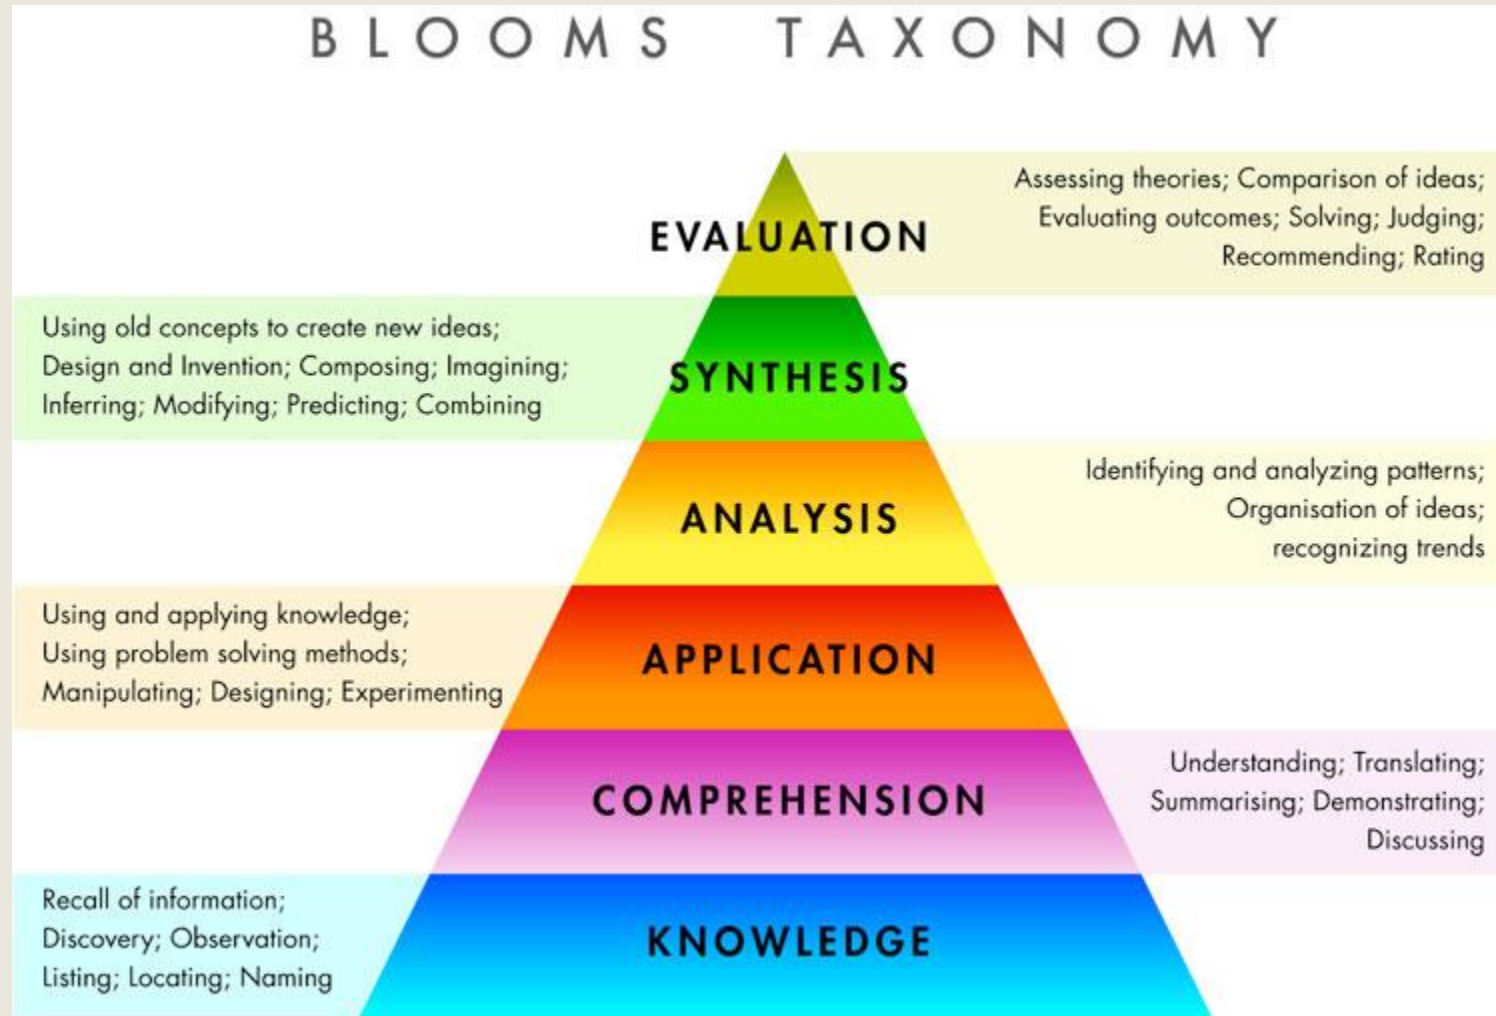 BLOOMS TAXONOMY
EVALUATION
Assessing theories; Comparison of ideas;
Evaluating outcomes; Solving; Judging;
Recommending; Rating
Using old concepts to create new ideas;
Design and Invention; Composing; Imagining;
Inferring; Modifying; Predicting; Combining
SYNTHESIS
ANALYSIS
Identifying and analyzing patterns;
Organisation of ideas;
recognizing trends
Using and applying knowledge;
Using problem solving methods;
Manipulating; Designing; Experimenting
APPLICATION
COMPREHENSION
Understanding; Translating;
Summarising; Demonstrating;
Discussing
Recall of information;
Discovery; Observation;
Listing; Locating; Naming
KNOWLEDGE